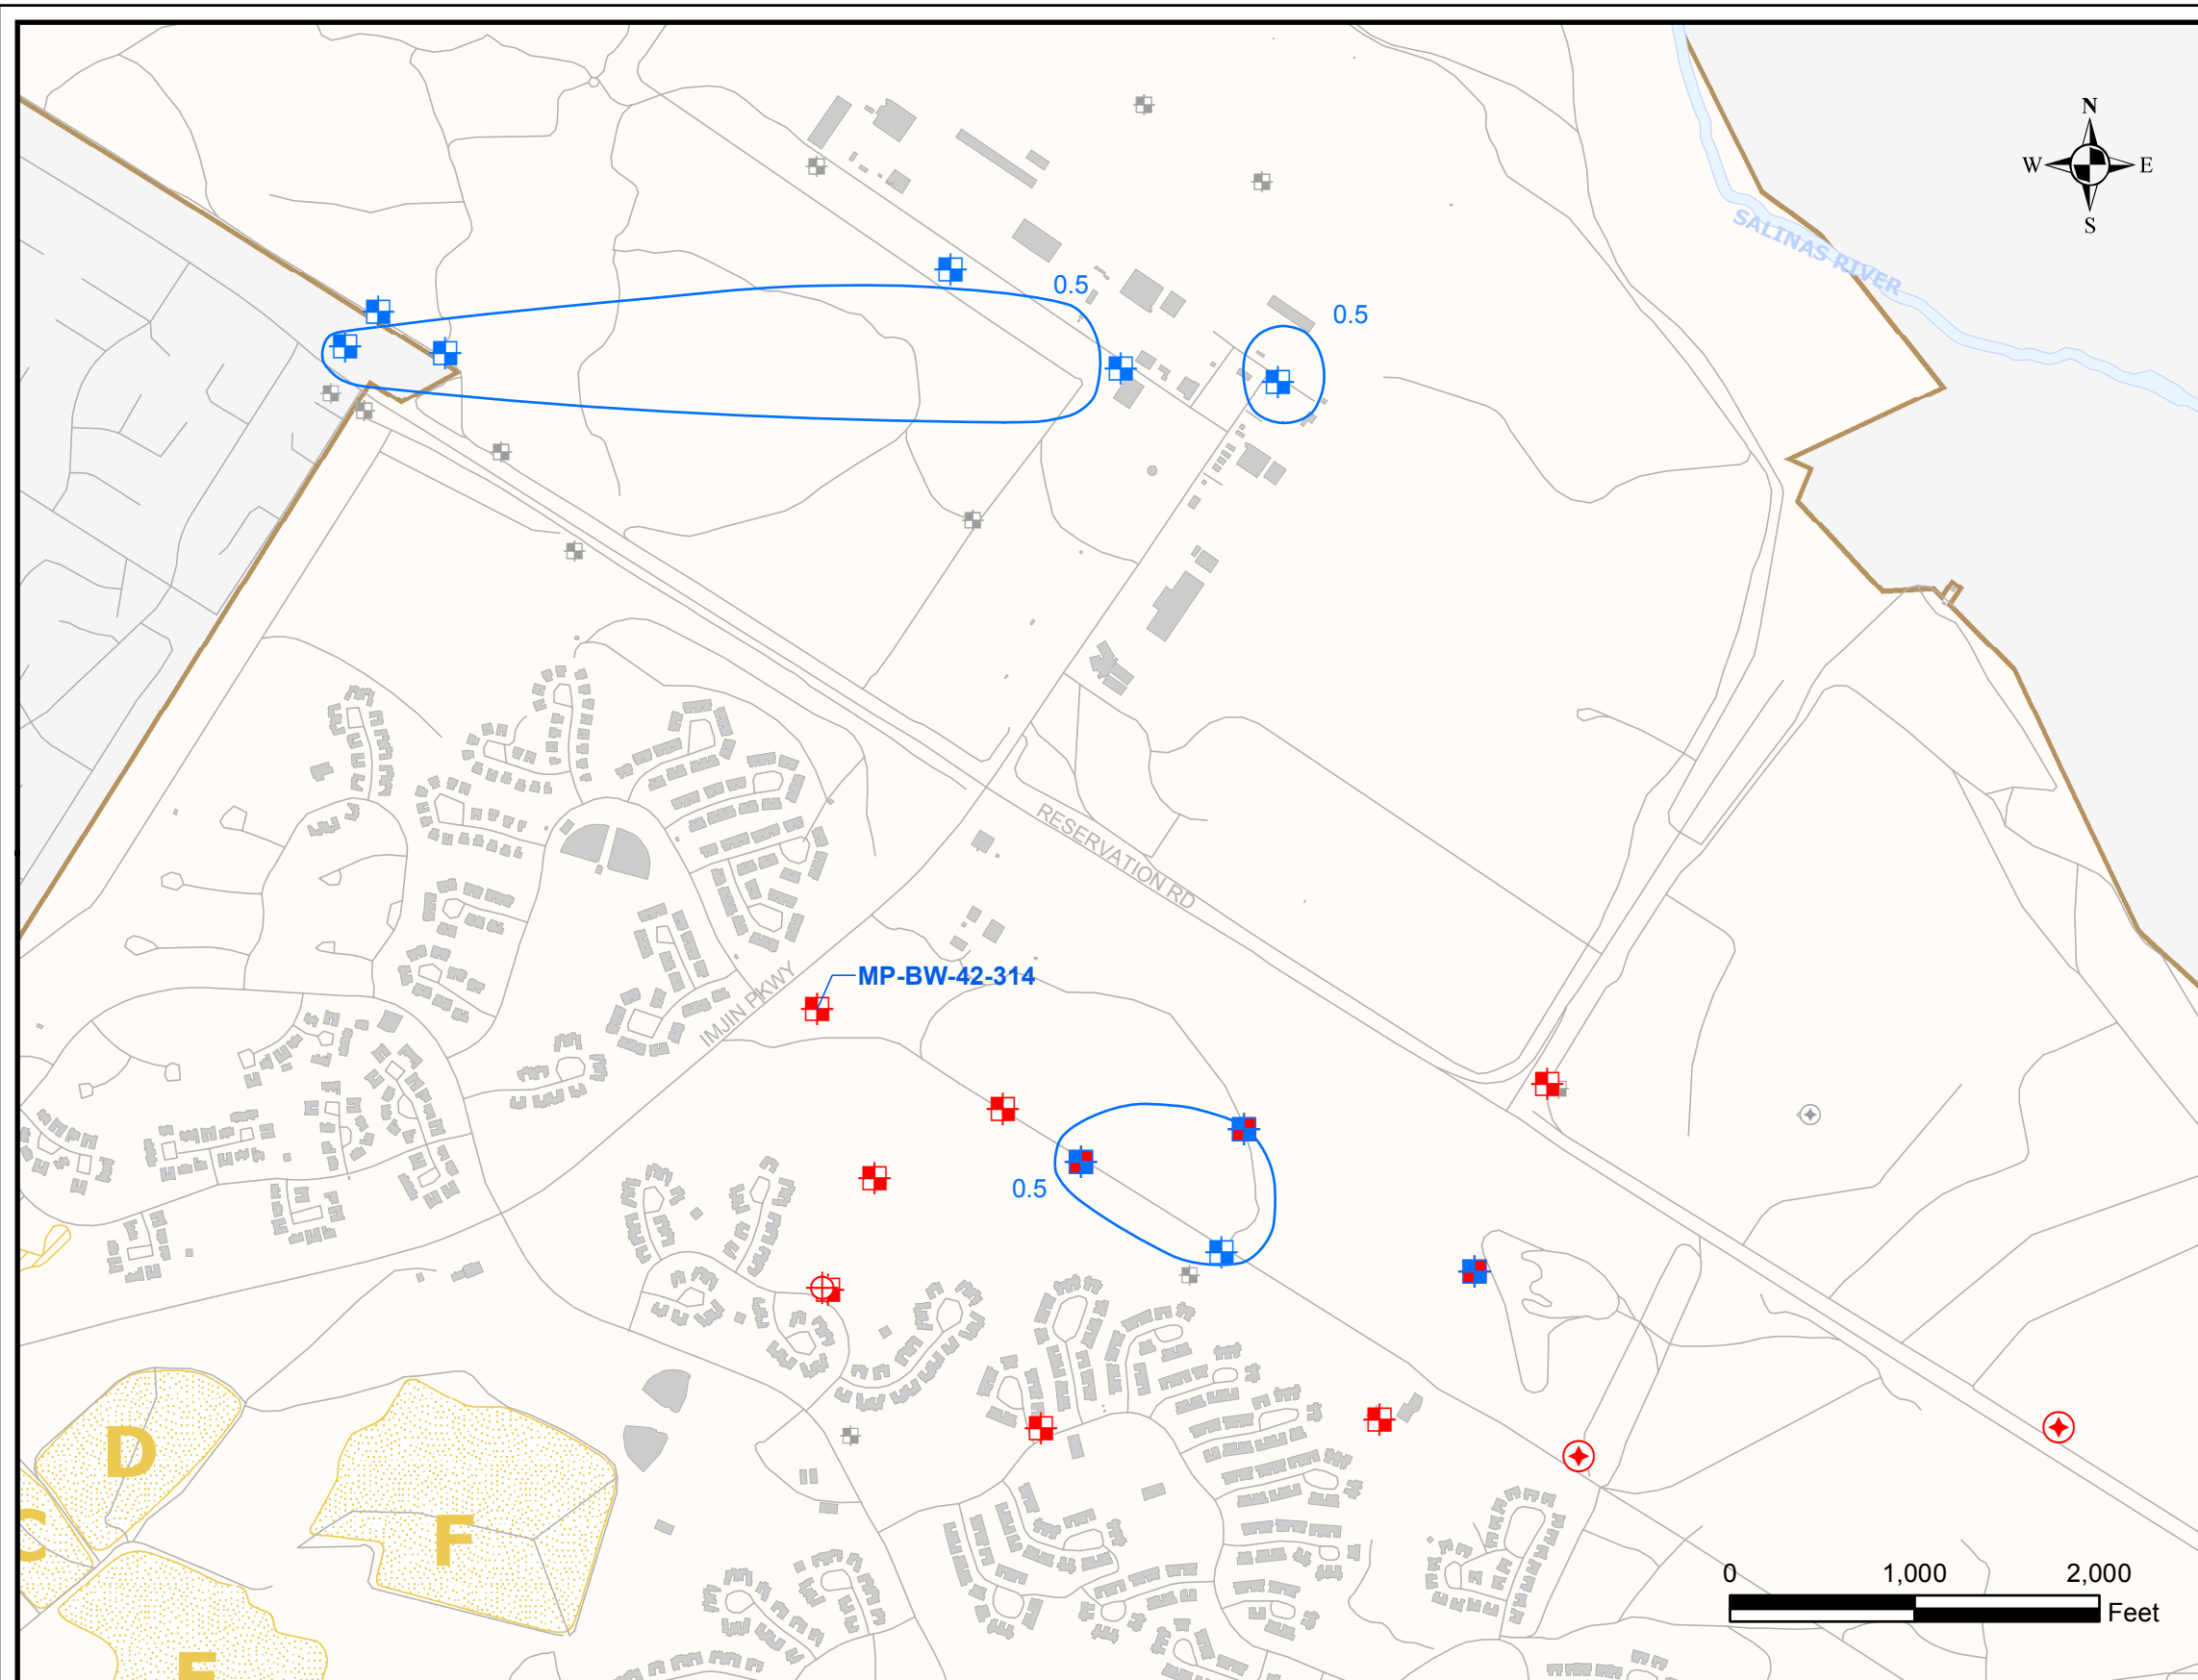 N
W E
S
SALINAS RIVER
0.5
0.5
RESERVATION RD
IMJIN PKWY
MP-BW-42-314
0.5
D
C
F
E
0 1,000 2,000
Feet